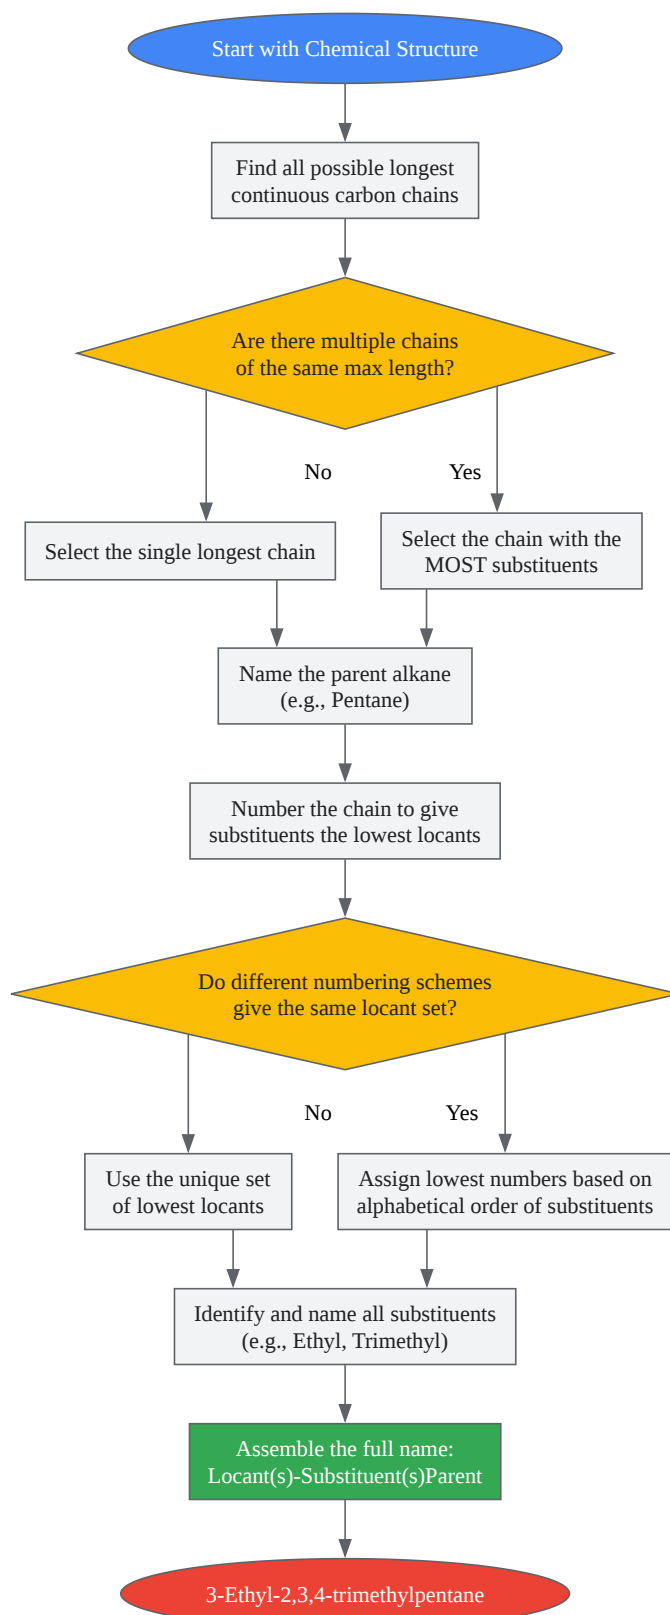 Start with Chemical Structure
Find all possible longest
continuous carbon chains
Are there multiple chains
of the same max length?
No
Yes
Select the single longest chain
Select the chain with the
MOST substituents
Name the parent alkane
(e.g., Pentane)
Number the chain to give
substituents the lowest locants
Do different numbering schemes
give the same locant set?
No
Yes
Use the unique set
of lowest locants
Assign lowest numbers based on
alphabetical order of substituents
Identify and name all substituents
(e.g., Ethyl, Trimethyl)
Assemble the full name:
Locant(s)-Substituent(s)Parent
3-Ethyl-2,3,4-trimethylpentane